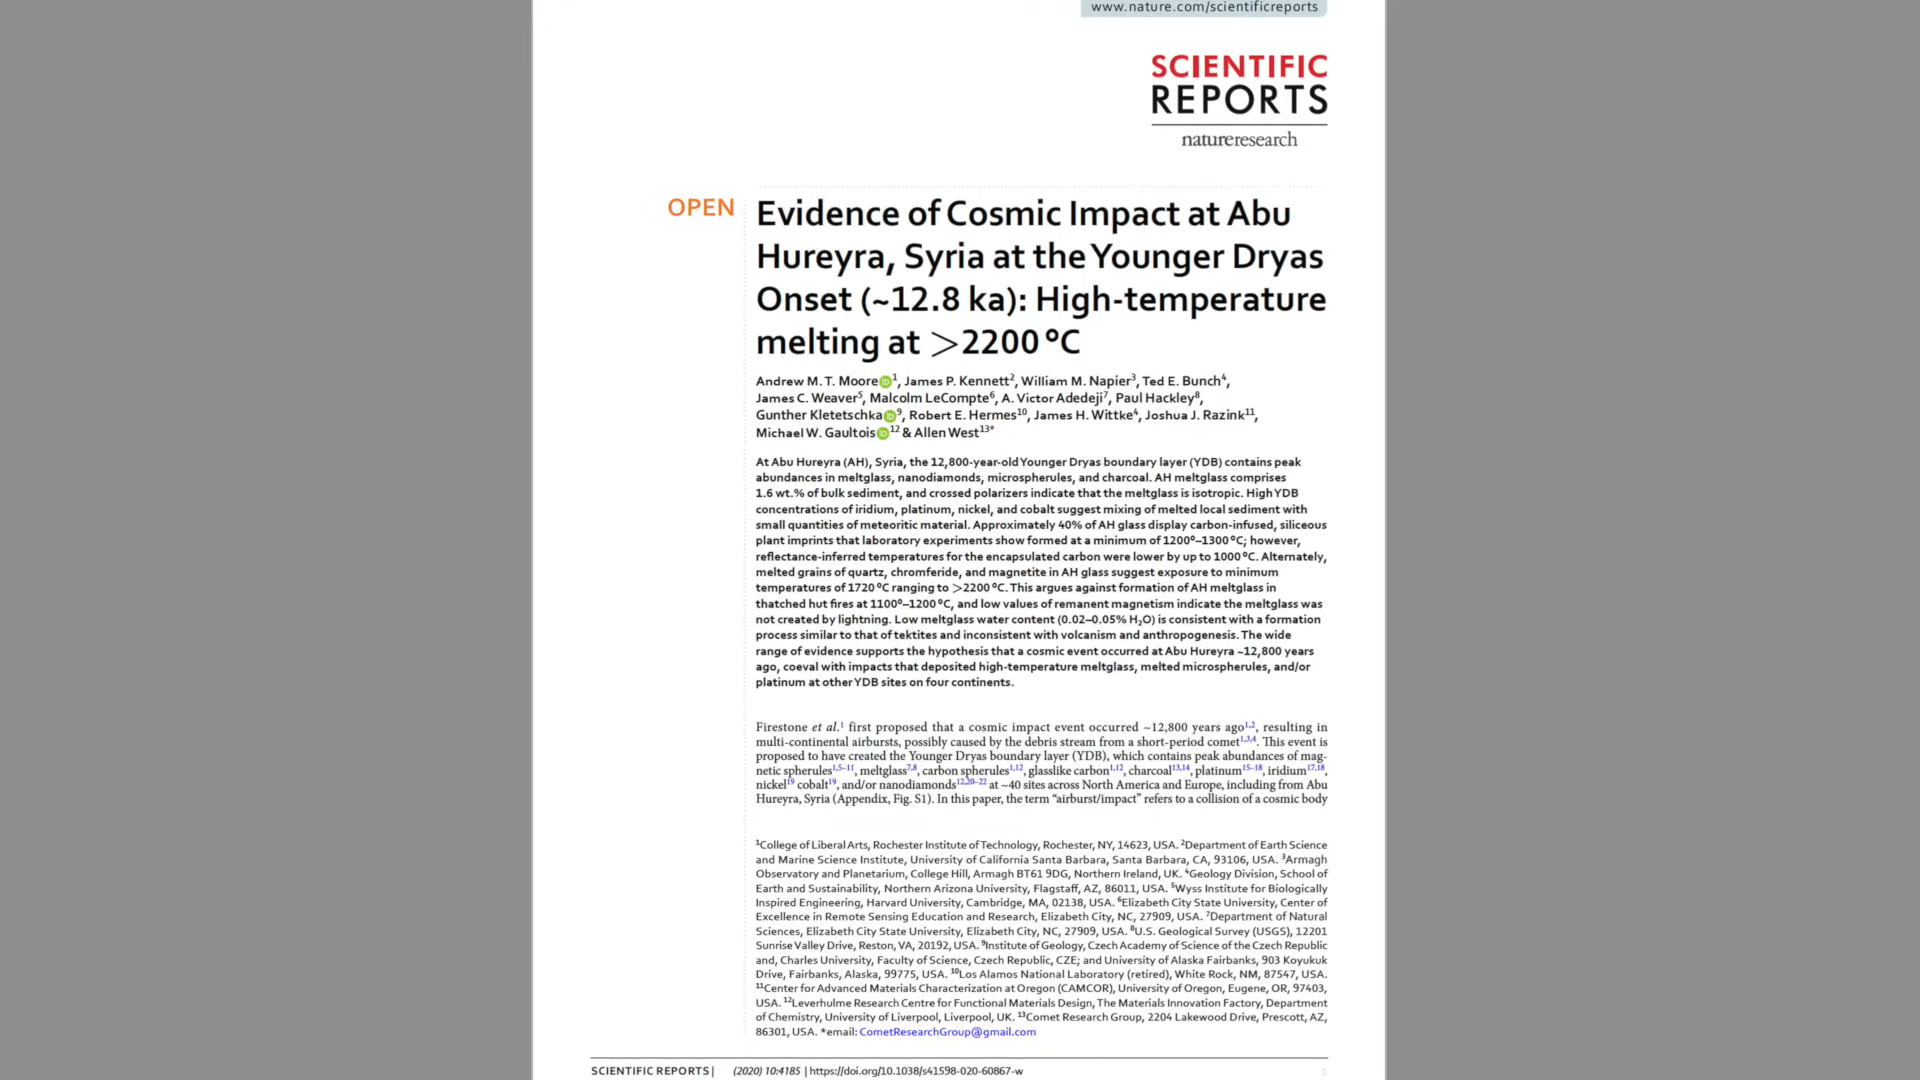 www.nature.com/scientificreports
SCIENTIFIC
REPORTS
natureresearch
OPEN
Evidence of Cosmic Impact at Abu
Hureyra, Syria at the Younger Dryas
Onset (~12.8 ka): High-temperature
melting at >2200 ºC
Andrew M. T. Moore¹, James P. Kennett², William M. Napier³, Ted E. Bunch⁴,
James C. Weaver⁵, Malcolm LeCompte⁶, A. Victor Adedeji⁷, Paul Hackley⁸,
Gunther Kletetschka⁹, Robert E. Hermes¹⁰, James H. Wittke⁴, Joshua J. Razink¹¹,
Michael W. Gaultois¹² & Allen West¹³*
At Abu Hureyra (AH), Syria, the 12,800-year-old Younger Dryas boundary layer (YDB) contains peak
abundances in meltglass, nanodiamonds, microspherules, and charcoal. AH meltglass comprises
1.6 wt.% of bulk sediment, and crossed polarizers indicate that the meltglass is isotropic. High YDB
concentrations of iridium, platinum, nickel, and cobalt suggest mixing of melted local sediment with
small quantities of meteoritic material. Approximately 40% of AH glass display carbon-infused, siliceous
plant imprints that laboratory experiments show formed at a minimum of 1200º–1300 ºC; however,
reflectance-inferred temperatures for the encapsulated carbon were lower by up to 1000 ºC. Alternately,
melted grains of quartz, chromferide, and magnetite in AH glass suggest exposure to minimum
temperatures of 1720 ºC ranging to >2200 ºC. This argues against formation of AH meltglass in
thatched hut fires at 1100º–1200 ºC, and low values of remanent magnetism indicate the meltglass was
not created by lightning. Low meltglass water content (0.02–0.05% H₂O) is consistent with a formation
process similar to that of tektites and inconsistent with volcanism and anthropogenesis. The wide
range of evidence supports the hypothesis that a cosmic event occurred at Abu Hureyra ~12,800 years
ago, coeval with impacts that deposited high-temperature meltglass, melted microspherules, and/or
platinum at other YDB sites on four continents.
Firestone et al.¹ first proposed that a cosmic impact event occurred ~12,800 years ago¹,², resulting in
multi-continental airbursts, possibly caused by the debris stream from a short-period comet¹,³,⁴. This event is
proposed to have created the Younger Dryas boundary layer (YDB), which contains peak abundances of mag-
netic spherules¹,⁵–¹¹, meltglass⁷,⁸, carbon spherules¹,¹², glasslike carbon¹,¹², charcoal¹³,¹⁴, platinum¹⁵–¹⁸, iridium¹⁷,¹⁸,
nickel¹⁹ cobalt¹⁹, and/or nanodiamonds¹²,²⁰–²² at ~40 sites across North America and Europe, including from Abu
Hureyra, Syria (Appendix, Fig. S1). In this paper, the term “airburst/impact” refers to a collision of a cosmic body
¹College of Liberal Arts, Rochester Institute of Technology, Rochester, NY, 14623, USA. ²Department of Earth Science
and Marine Science Institute, University of California Santa Barbara, Santa Barbara, CA, 93106, USA. ³Armagh
Observatory and Planetarium, College Hill, Armagh BT61 9DG, Northern Ireland, UK. ⁴Geology Division, School of
Earth and Sustainability, Northern Arizona University, Flagstaff, AZ, 86011, USA. ⁵Wyss Institute for Biologically
Inspired Engineering, Harvard University, Cambridge, MA, 02138, USA. ⁶Elizabeth City State University, Center of
Excellence in Remote Sensing Education and Research, Elizabeth City, NC, 27909, USA. ⁷Department of Natural
Sciences, Elizabeth City State University, Elizabeth City, NC, 27909, USA. ⁸U.S. Geological Survey (USGS), 12201
Sunrise Valley Drive, Reston, VA, 20192, USA. ⁹Institute of Geology, Czech Academy of Science of the Czech Republic
and, Charles University, Faculty of Science, Czech Republic, CZE; and University of Alaska Fairbanks, 903 Koyukuk
Drive, Fairbanks, Alaska, 99775, USA. ¹⁰Los Alamos National Laboratory (retired), White Rock, NM, 87547, USA.
¹¹Center for Advanced Materials Characterization at Oregon (CAMCOR), University of Oregon, Eugene, OR, 97403,
USA. ¹²Leverhulme Research Centre for Functional Materials Design, The Materials Innovation Factory, Department
of Chemistry, University of Liverpool, Liverpool, UK. ¹³Comet Research Group, 2204 Lakewood Drive, Prescott, AZ,
86301, USA. *email: CometResearchGroup@gmail.com
SCIENTIFIC REPORTS | (2020) 10:4185 | https://doi.org/10.1038/s41598-020-60867-w 1